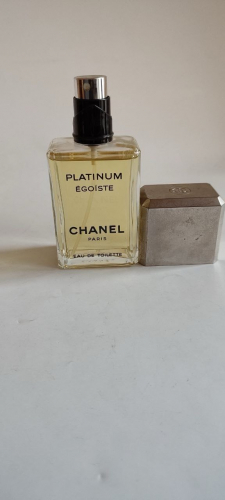 PLATINUM
ÉGOÏSTE
CHANEL
PARIS
EAU DE TOILETTE